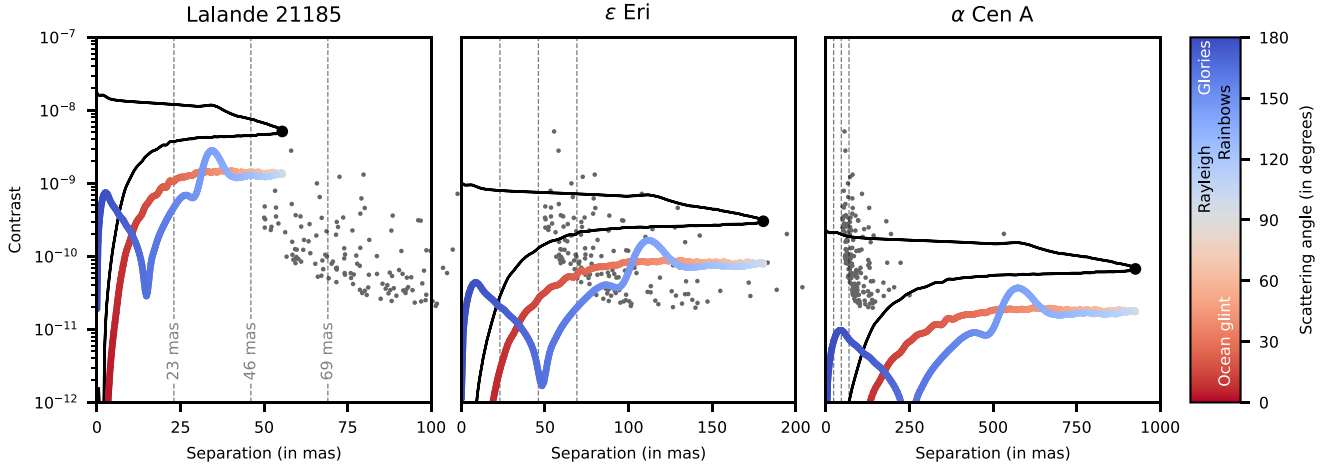 Lalande 21185
ε Eri
α Cen A
Contrast
10⁻⁷
10⁻⁸
10⁻⁹
10⁻¹⁰
10⁻¹¹
10⁻¹²
23 mas
46 mas
69 mas
0 25 50 75 100
Separation (in mas)
0 50 100 150 200
Separation (in mas)
0 250 500 750 1000
Separation (in mas)
Glories
Rainbows
Rayleigh
Ocean glint
180
150
120
90
60
30
0
Scattering angle (in degrees)